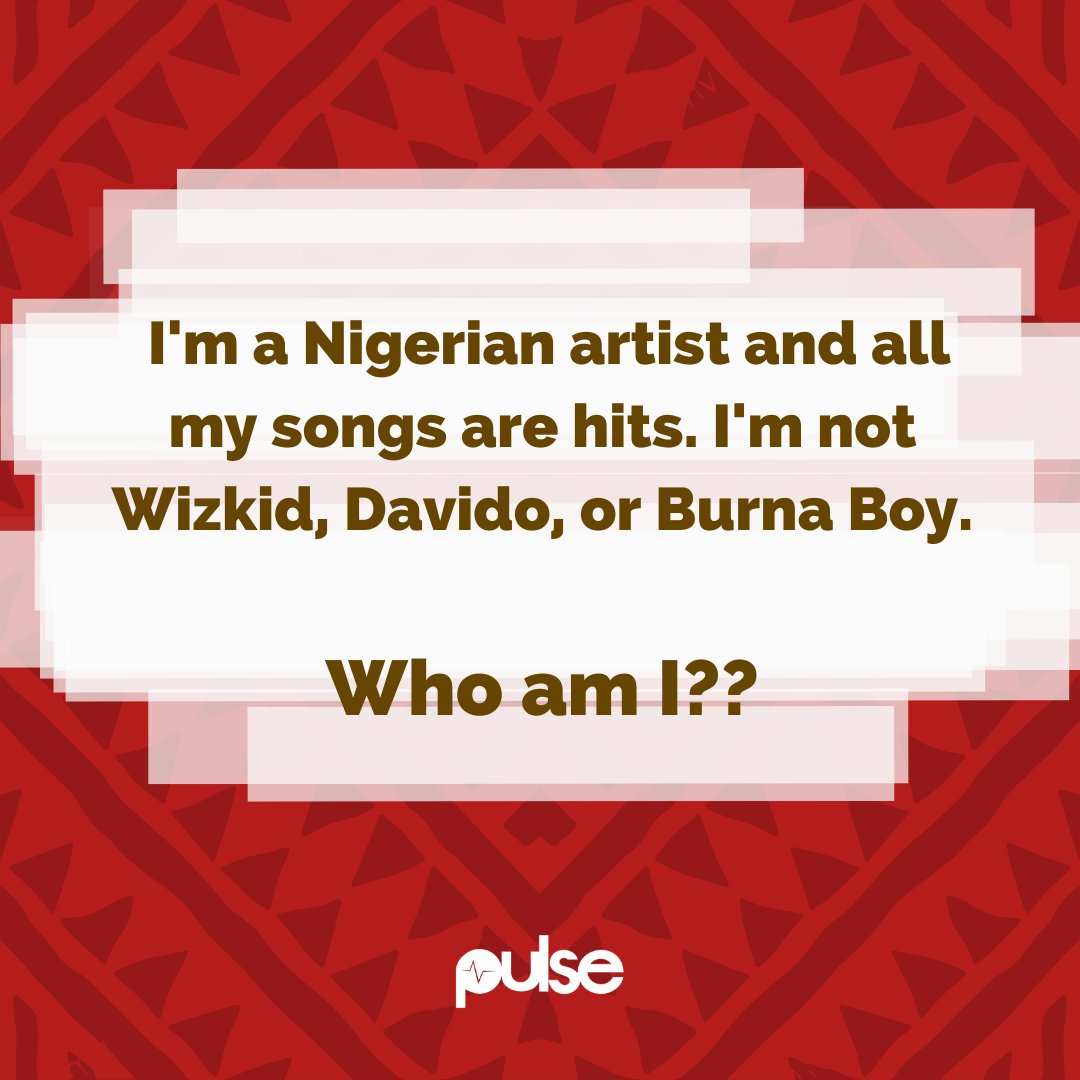 I'm a Nigerian artist and all
my songs are hits. I'm not
Wizkid, Davido, or Burna Boy.
Who am I??
pulse